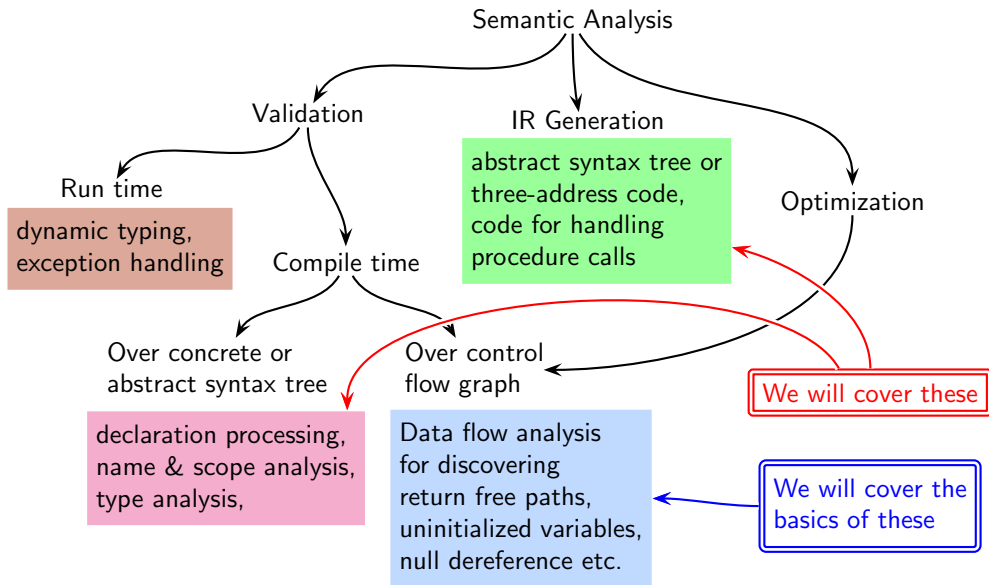 Semantic Analysis
Validation
IR Generation
abstract syntax tree or
three-address code,
code for handling
procedure calls
Run time
dynamic typing,
exception handling
Optimization
Compile time
Over concrete or
abstract syntax tree
Over control
flow graph
We will cover these
declaration processing,
name & scope analysis,
type analysis,
Data flow analysis
for discovering
return free paths,
uninitialized variables,
null dereference etc.
We will cover the
basics of these